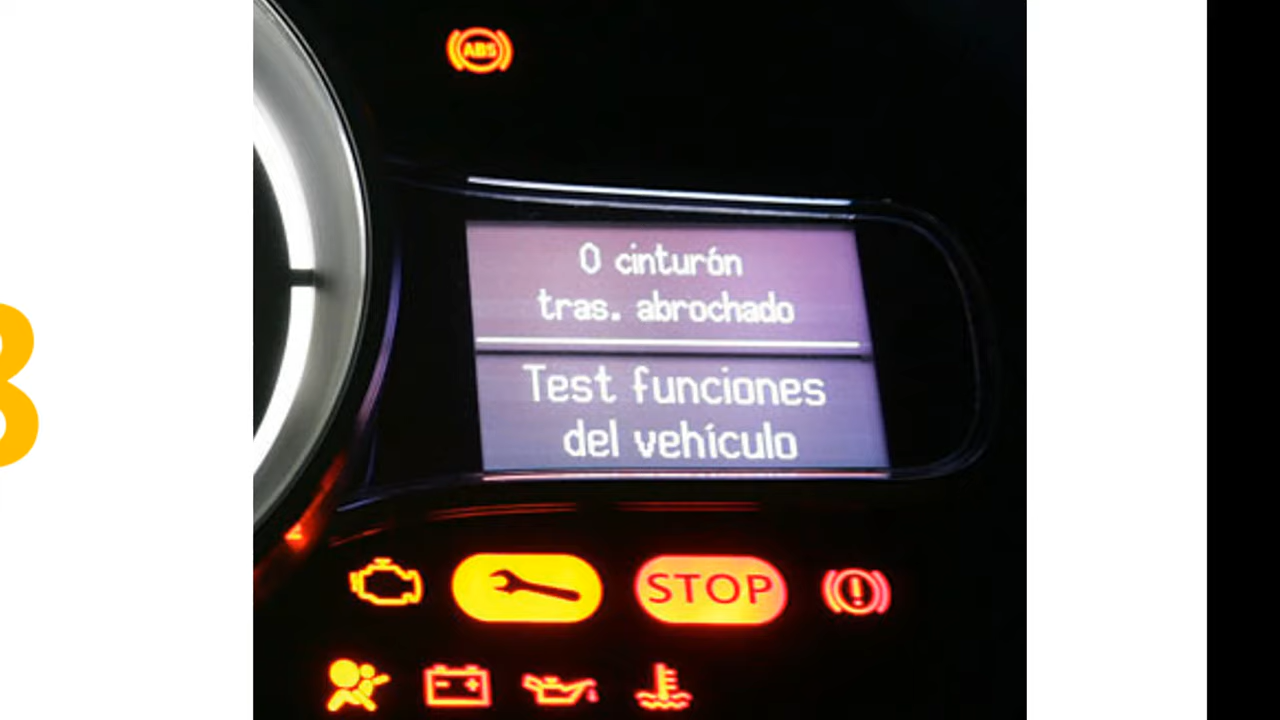 ABS
0 cinturón
tras. abrochado
Test funciones
del vehículo
STOP